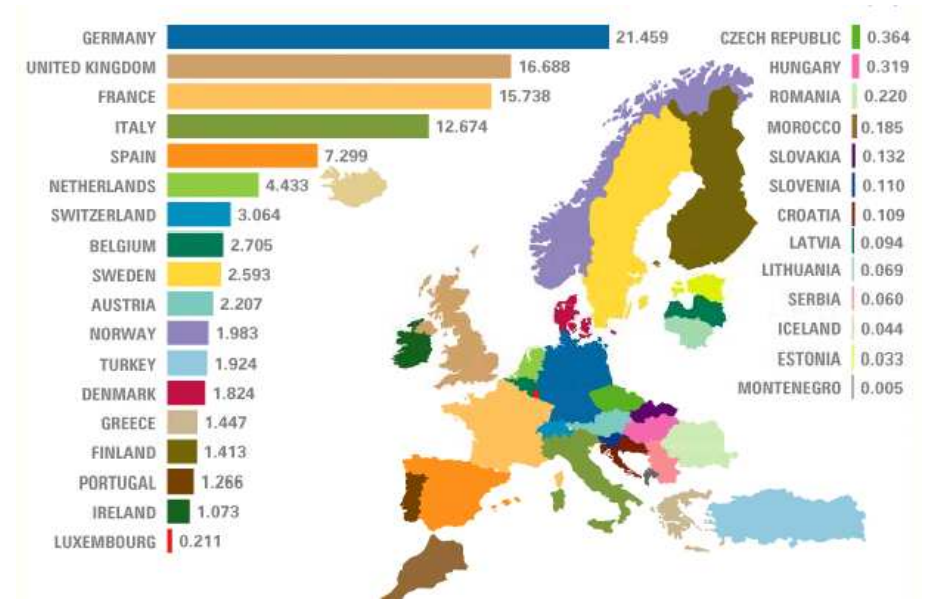 GERMANY 21.459
UNITED KINGDOM 16.688
FRANCE 15.738
ITALY 12.674
SPAIN 7.299
NETHERLANDS 4.433
SWITZERLAND 3.064
BELGIUM 2.705
SWEDEN 2.593
AUSTRIA 2.207
NORWAY 1.983
TURKEY 1.924
DENMARK 1.824
GREECE 1.447
FINLAND 1.413
PORTUGAL 1.266
IRELAND 1.073
LUXEMBOURG 0.211
CZECH REPUBLIC 0.364
HUNGARY 0.319
ROMANIA 0.220
MOROCCO 0.185
SLOVAKIA 0.132
SLOVENIA 0.110
CROATIA 0.109
LATVIA 0.094
LITHUANIA 0.069
SERBIA 0.060
ICELAND 0.044
ESTONIA 0.033
MONTENEGRO 0.005